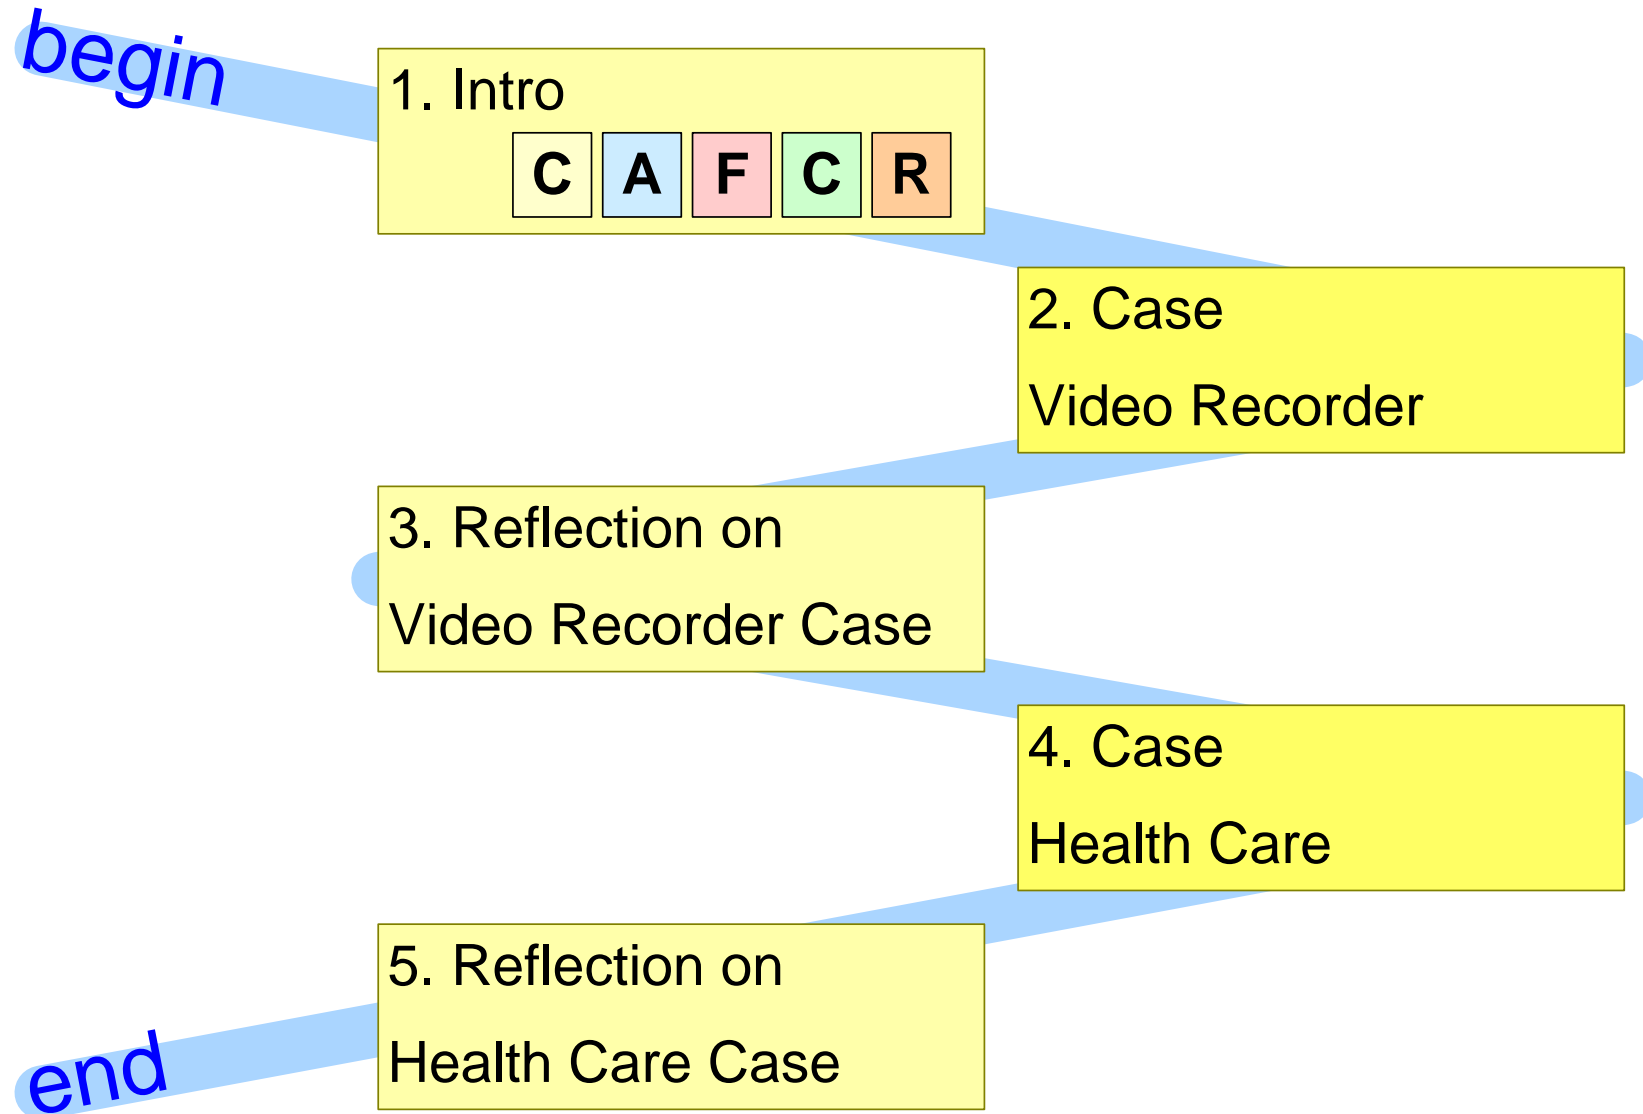 begin
1. Intro
C A F C R
2. Case
Video Recorder
3. Reflection on
Video Recorder Case
4. Case
Health Care
5. Reflection on
Health Care Case
end